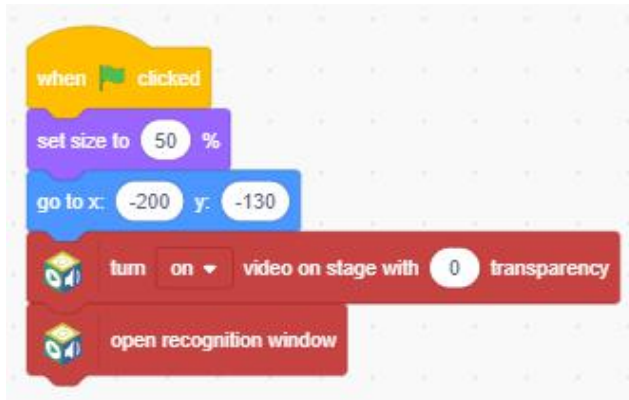 when clicked
set size to 50 %
go to x: -200 y: -130
turn on video on stage with 0 transparency
open recognition window